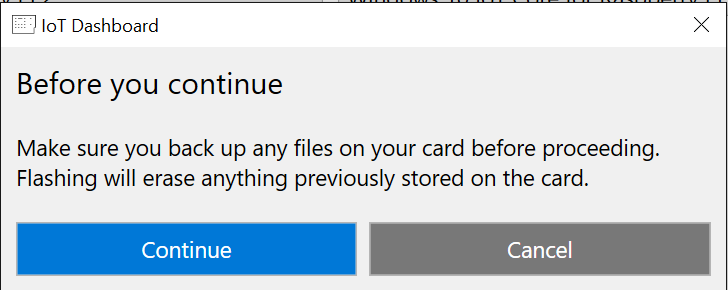 IoT Dashboard
Before you continue
Make sure you back up any files on your card before proceeding.
Flashing will erase anything previously stored on the card.
Continue
Cancel